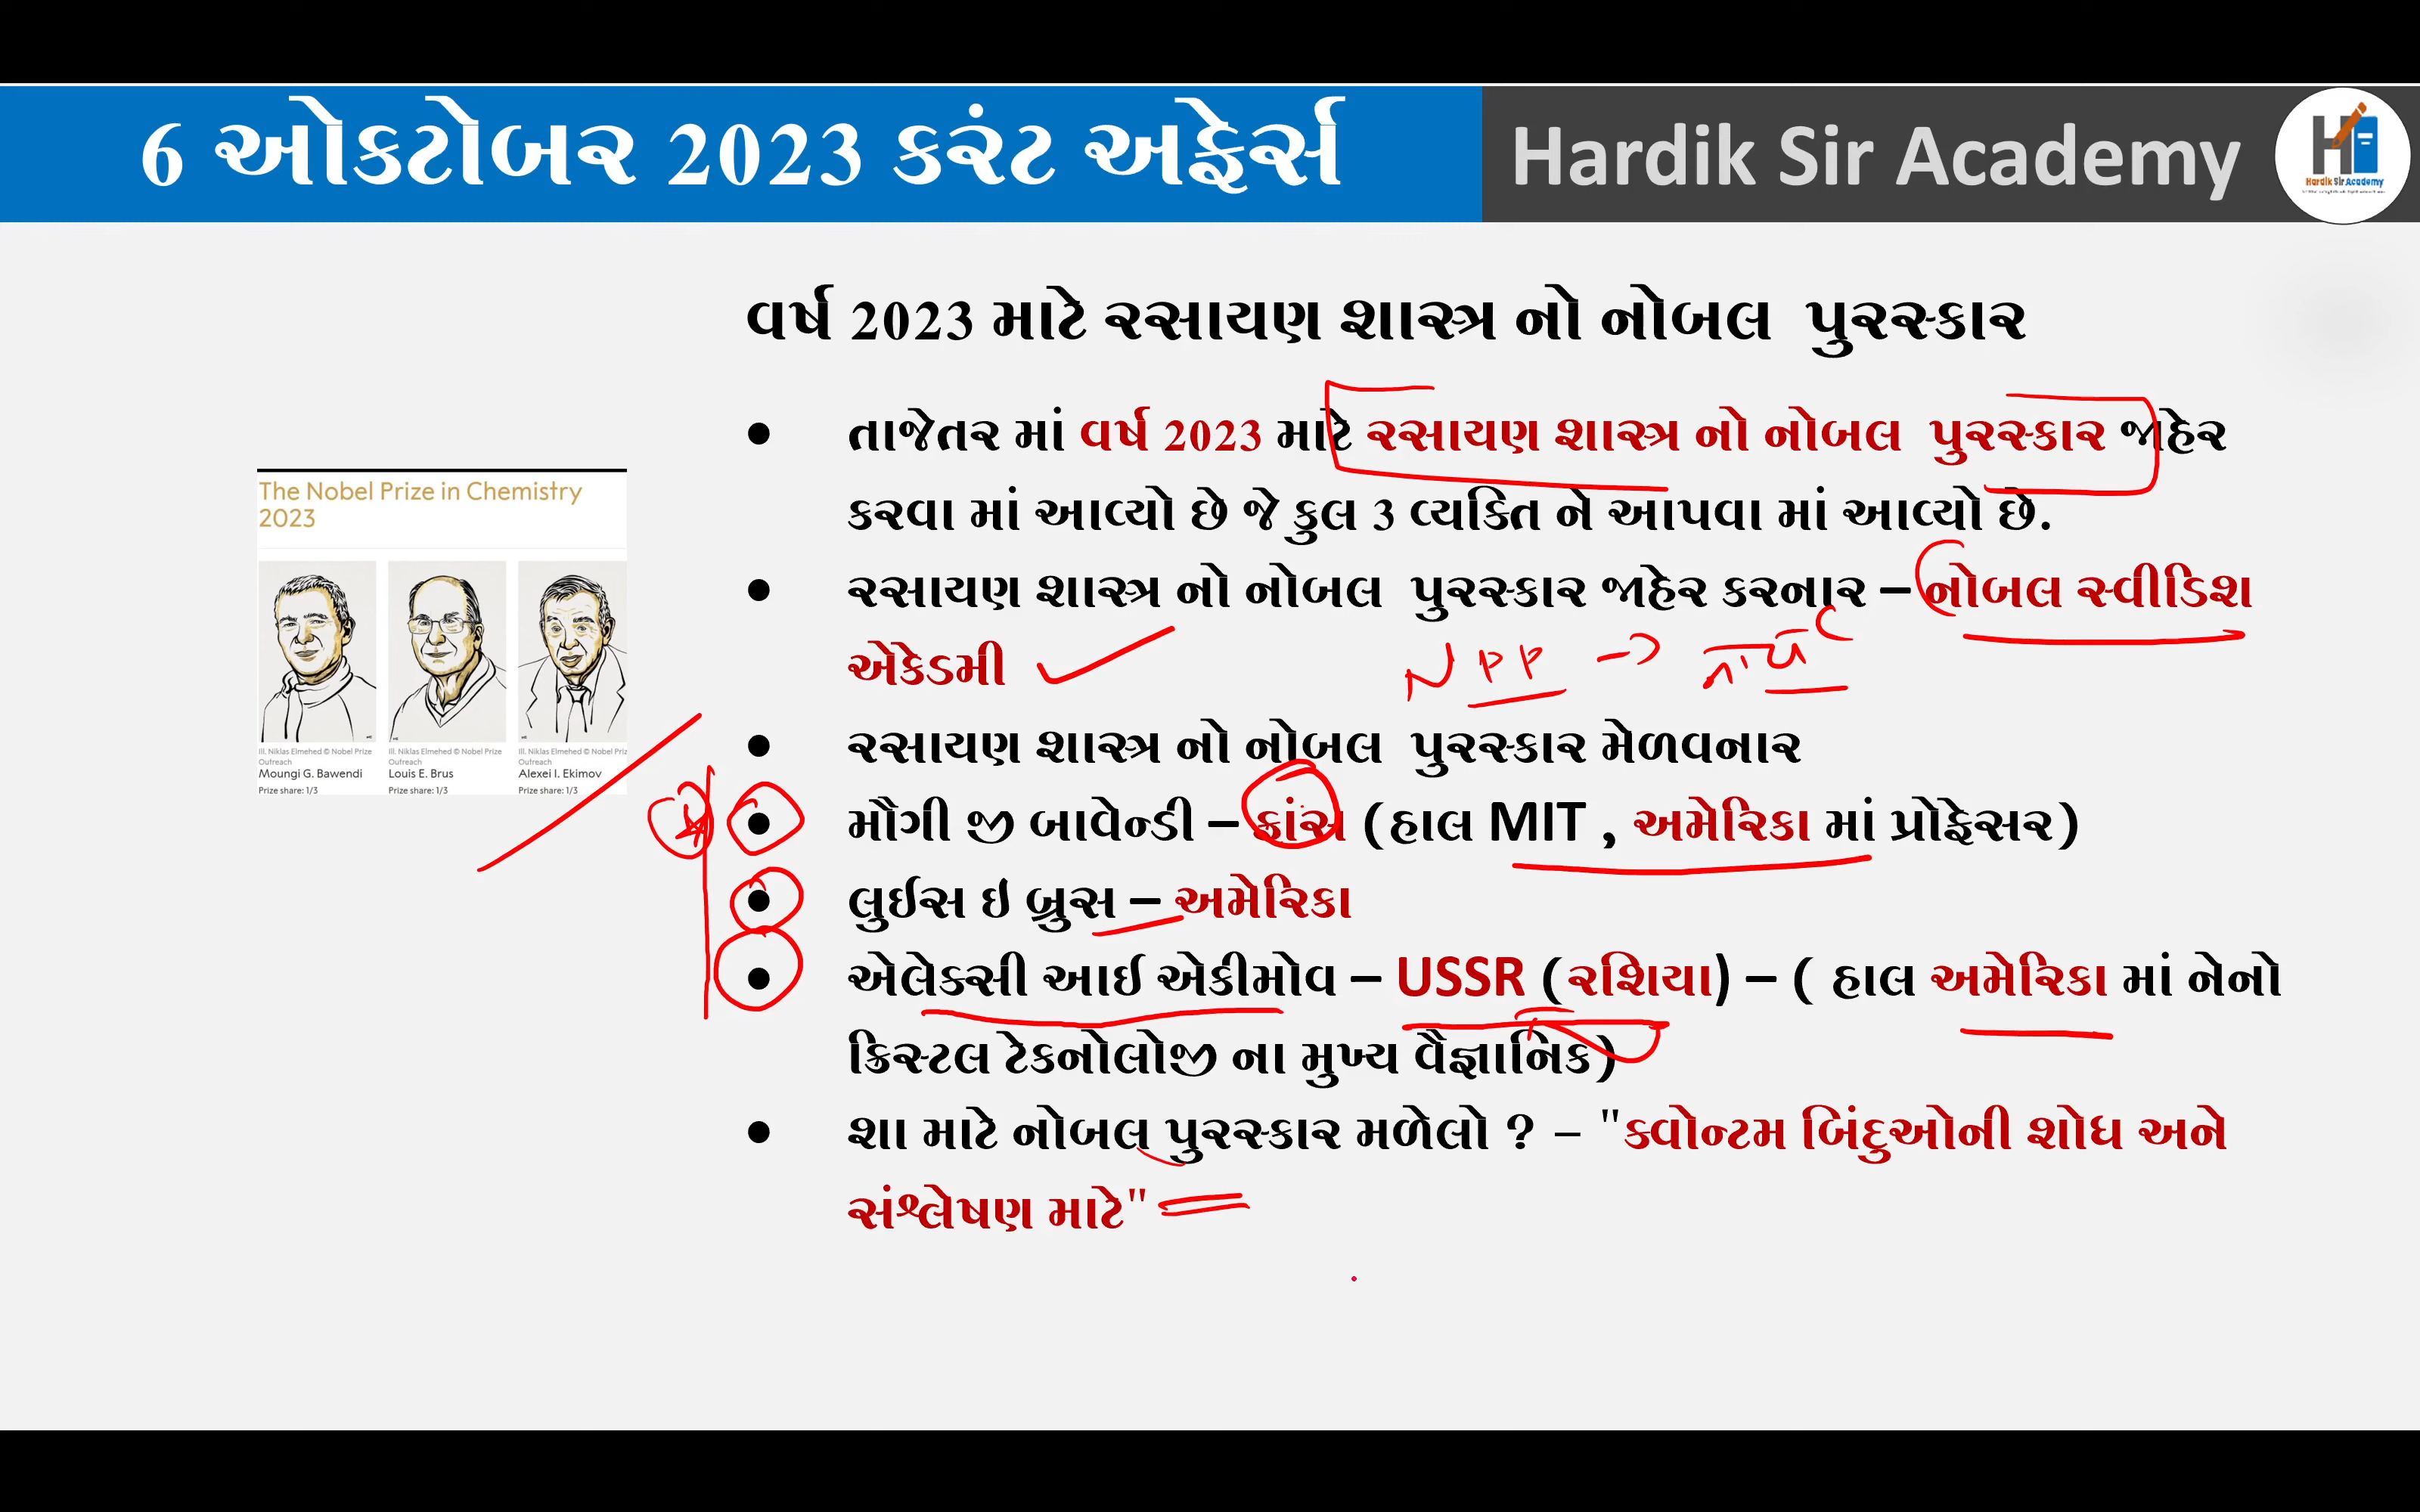 6 ઓક્ટોબર 2023 કરંટ અફેર્સ
Hardik Sir Academy
Hardik Sir Academy
વર્ષ 2023 માટે રસાયણ શાસ્ત્ર નો નોબલ પુરસ્કાર
• તાજેતર માં વર્ષ 2023 માટે રસાયણ શાસ્ત્ર નો નોબલ પુરસ્કાર જાહેર
કરવા માં આવ્યો છે જે કુલ 3 વ્યક્તિ ને આપવા માં આવ્યો છે.
• રસાયણ શાસ્ત્ર નો નોબલ પુરસ્કાર જાહેર કરનાર – નોબલ સ્વીડિશ
એકેડમી
NPP →
• રસાયણ શાસ્ત્ર નો નોબલ પુરસ્કાર મેળવનાર
• મૌંગી જી બાવેન્ડી – ફ્રાંસ (હાલ MIT , અમેરિકા માં પ્રોફેસર)
• લુઈસ ઇ બ્રુસ – અમેરિકા
• એલેક્સી આઈ એકીમોવ – USSR (રશિયા) – ( હાલ અમેરિકા માં નેનો
ક્રિસ્ટલ ટેકનોલોજી ના મુખ્ય વૈજ્ઞાનિક)
• શા માટે નોબલ પુરસ્કાર મળેલો ? – "ક્વોન્ટમ બિંદુઓની શોધ અને
સંશ્લેષણ માટે"
The Nobel Prize in Chemistry
2023
Ill. Niklas Elmehed © Nobel Prize
Outreach
Moungi G. Bawendi
Prize share: 1/3
Ill. Niklas Elmehed © Nobel Prize
Outreach
Louis E. Brus
Prize share: 1/3
Ill. Niklas Elmehed © Nobel Priz
Outreach
Alexei I. Ekimov
Prize share: 1/3